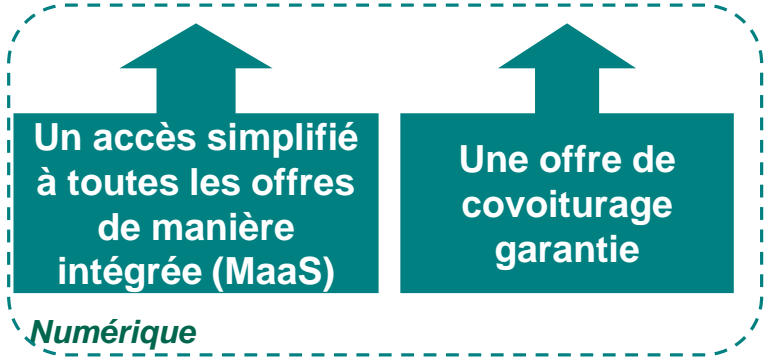 Un accès simplifié
à toutes les offres
de manière
intégrée (MaaS)
Une offre de
covoiturage
garantie
Numérique